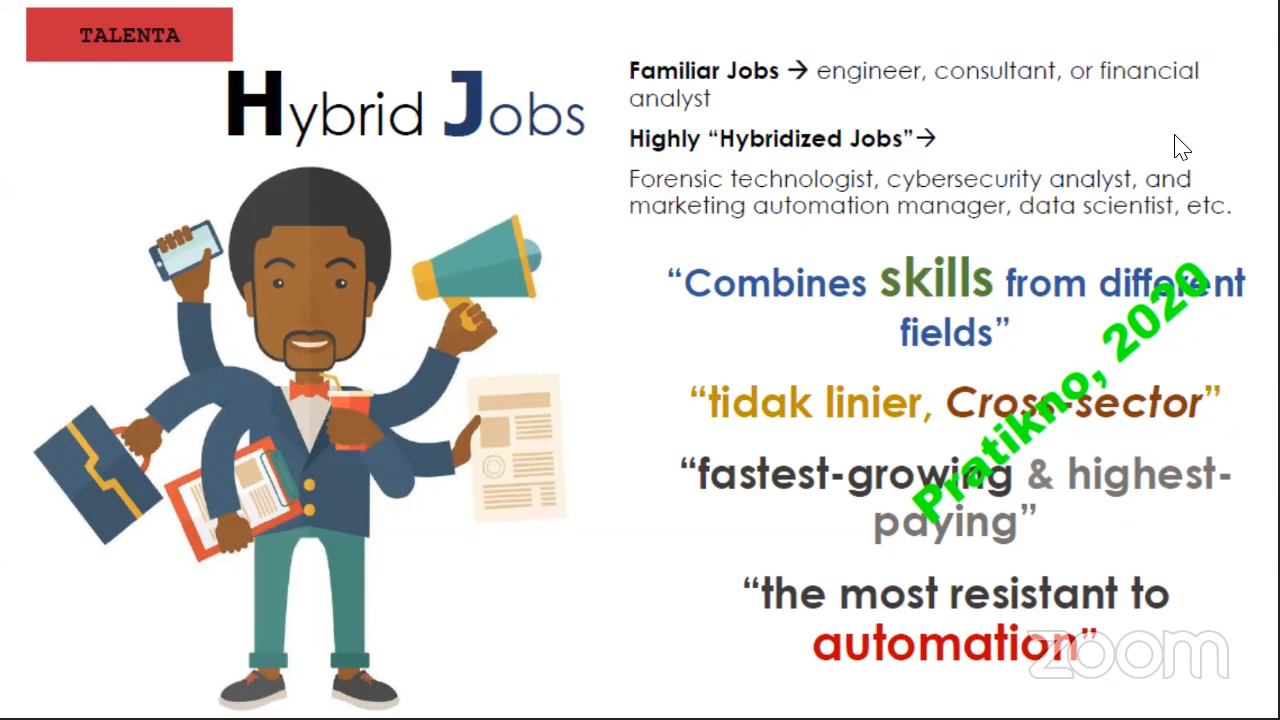 TALENTA
Hybrid Jobs
Familiar Jobs → engineer, consultant, or financial
analyst
Highly “Hybridized Jobs”→
Forensic technologist, cybersecurity analyst, and
marketing automation manager, data scientist, etc.
“Combines skills from different
fields”
“tidak linier, Cross-sector”
“fastest-growing & highest-
paying”
“the most resistant to
automation”
Pratikno, 2020
zoom